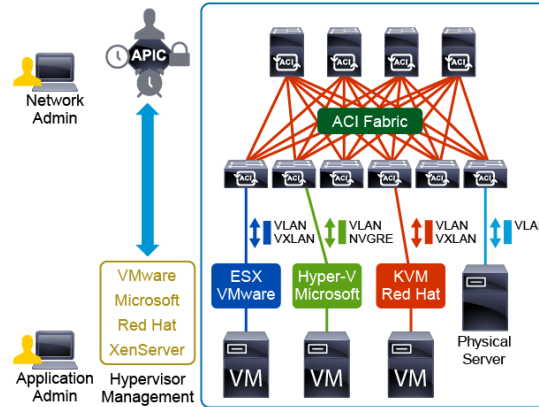 APIC
Network
Admin
ACI
ACI
ACI
ACI
ACI Fabric
ACI
ACI
ACI
ACI
ACI
ACI
VLAN
VXLAN
VLAN
NVGRE
VLAN
VXLAN
VLA
VMware
Microsoft
Red Hat
XenServer
ESX
VMware
Hyper-V
Microsoft
KVM
Red Hat
Physical
Server
VM
VM
VM
Application
Admin
Hypervisor
Management